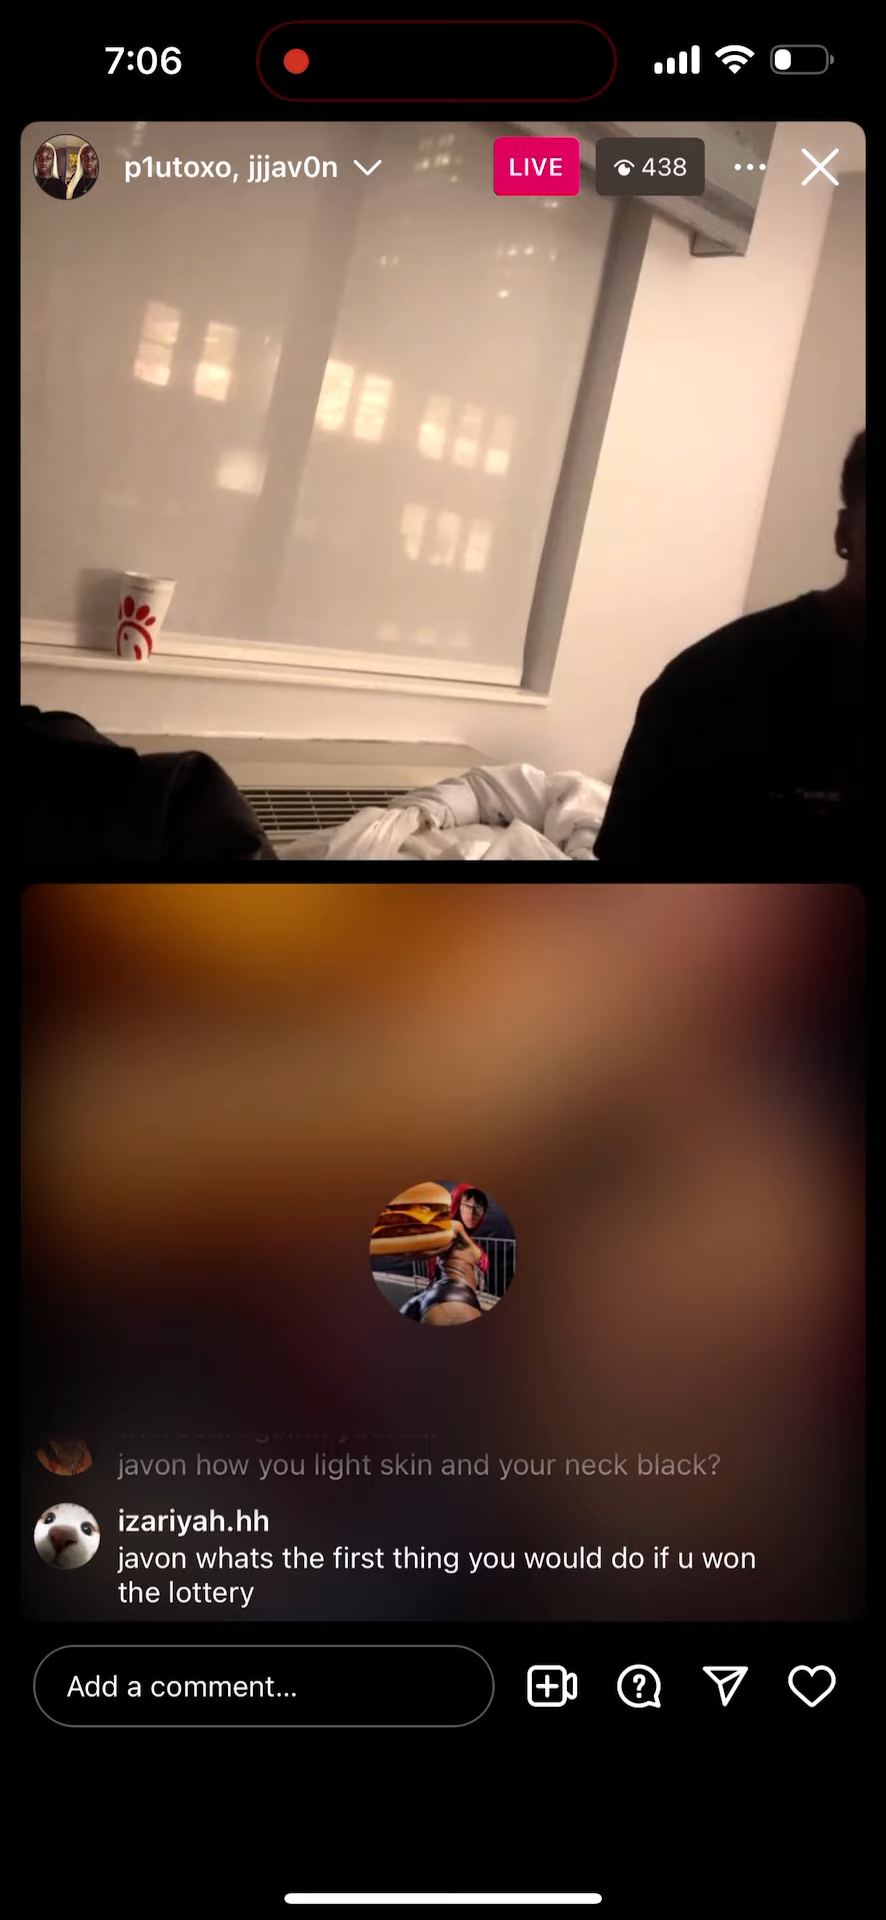 7:06
p1utoxo, jjjav0n
LIVE
438
javon how you light skin and your neck black?
izariyah.hh
javon whats the first thing you would do if u won
the lottery
Add a comment...